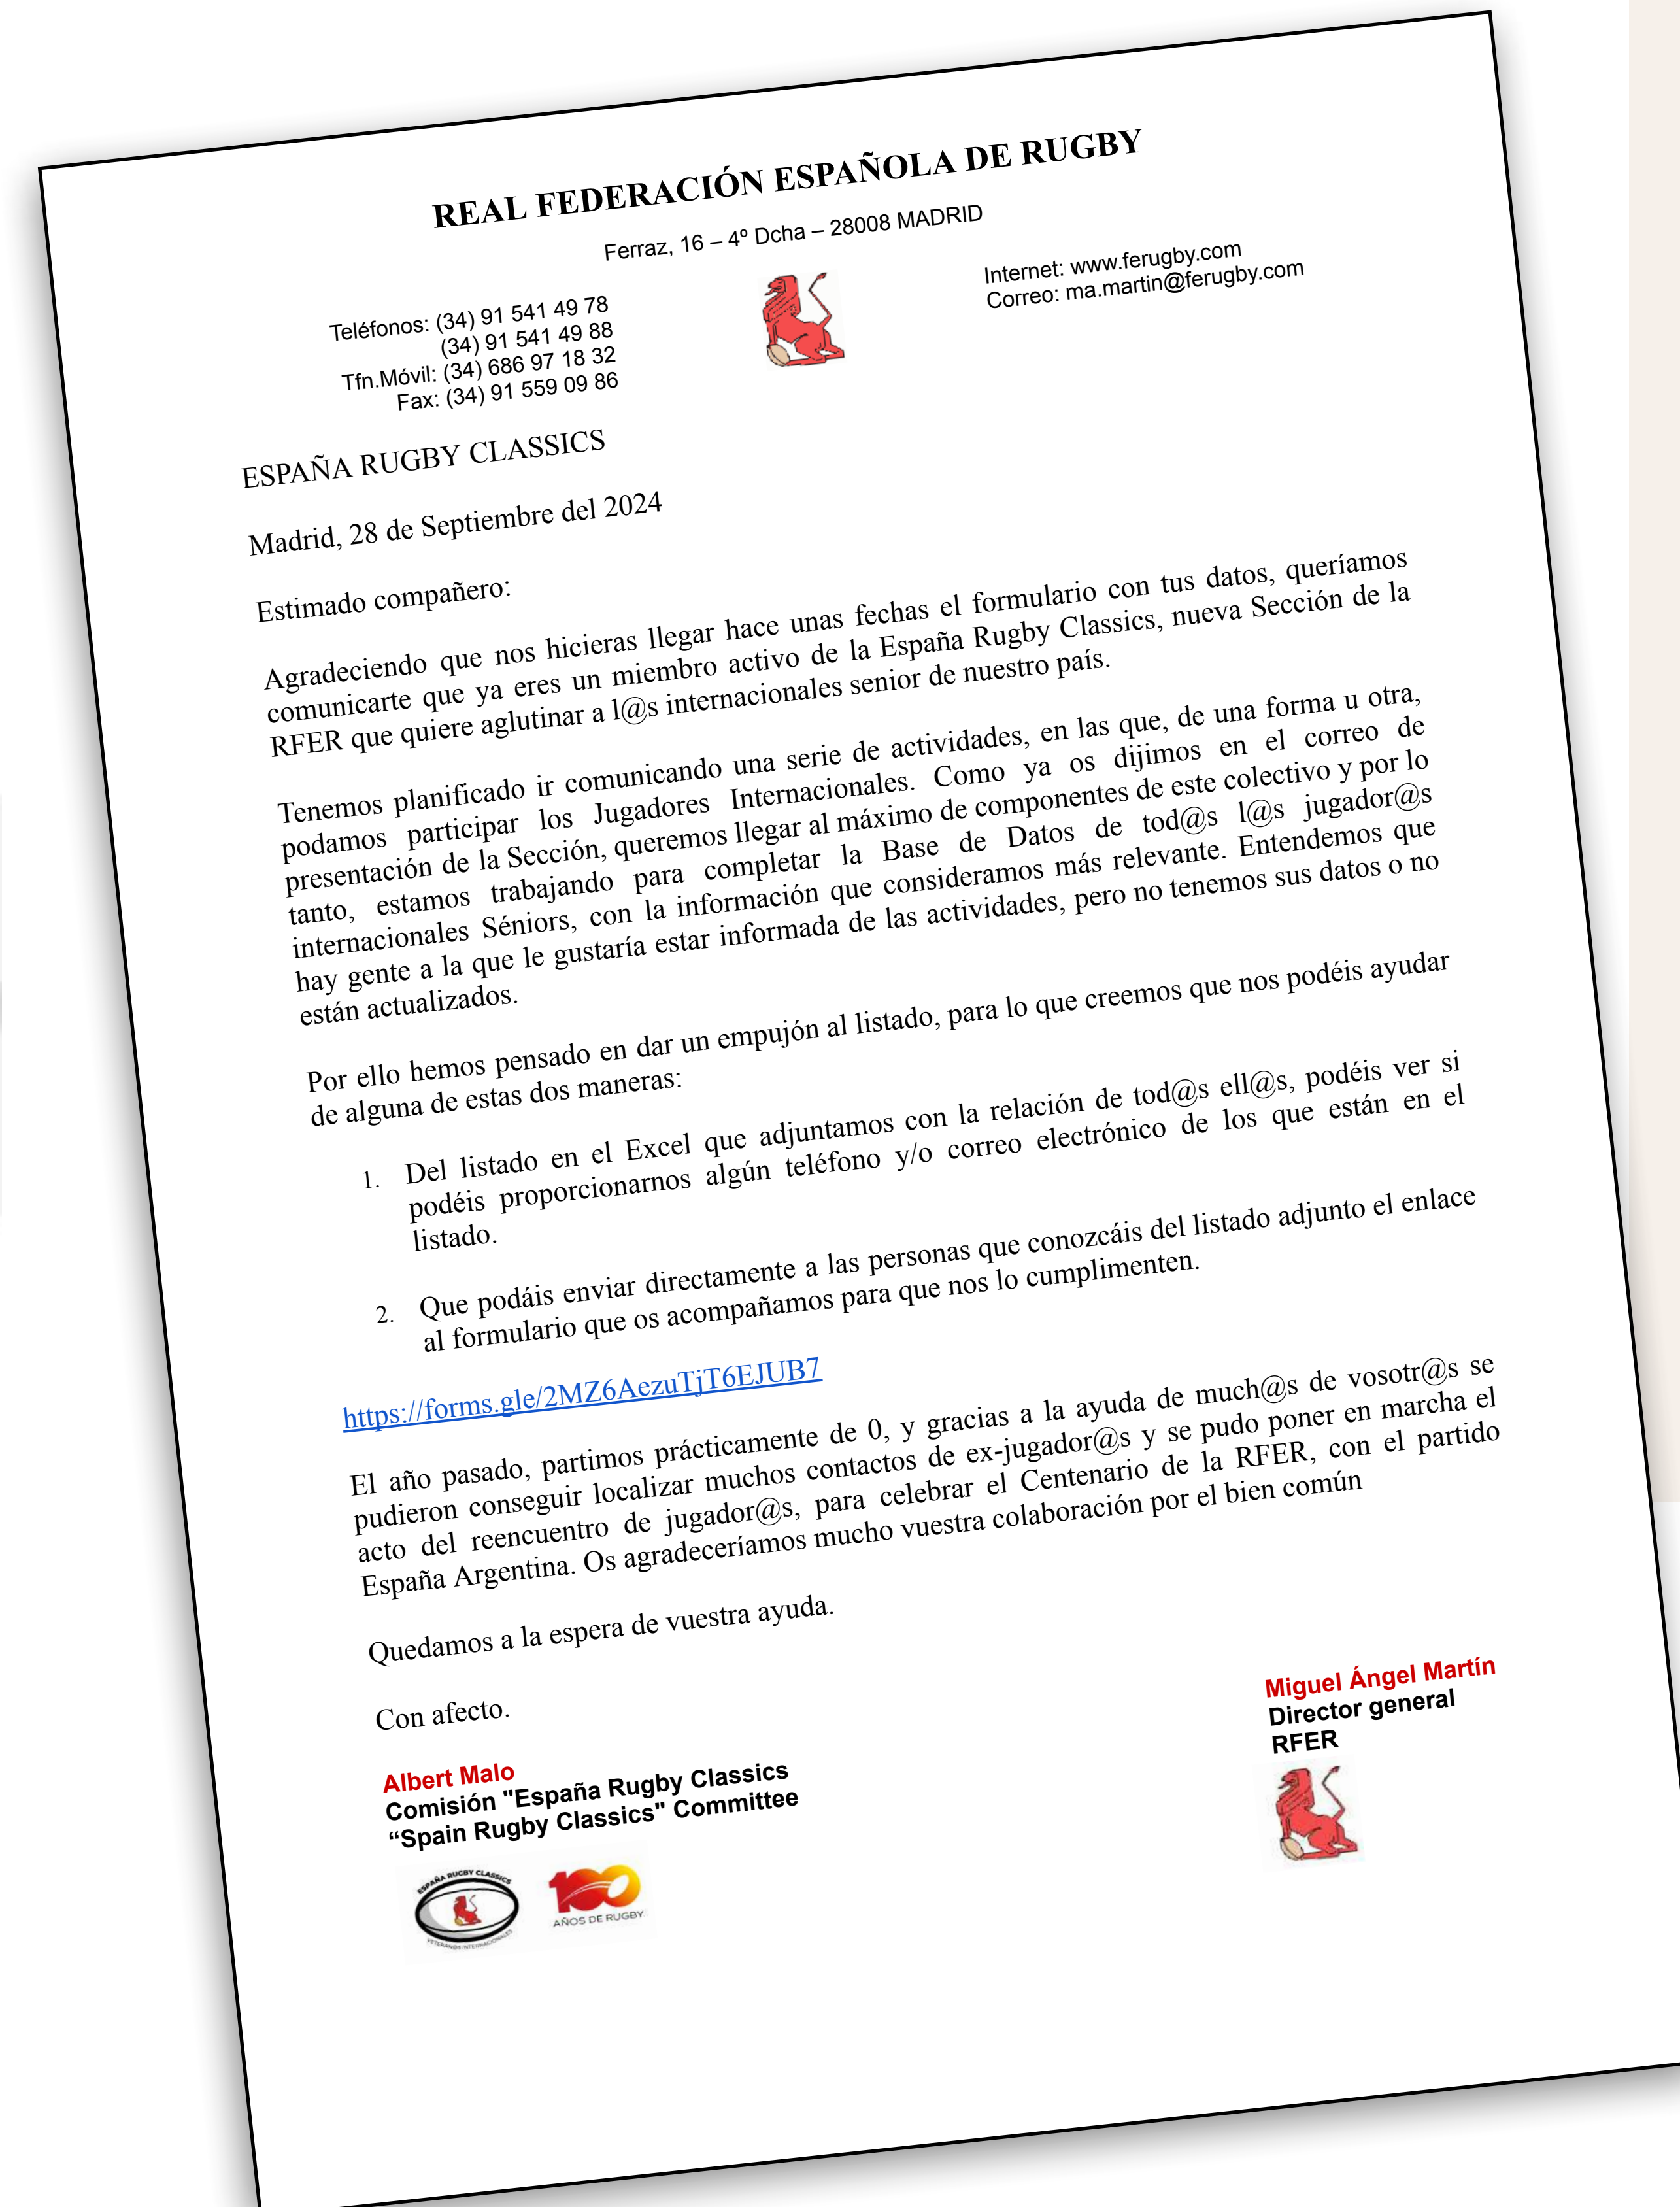 REAL FEDERACIÓN ESPAÑOLA DE RUGBY
Ferraz, 16 – 4º Dcha – 28008 MADRID
Teléfonos: (34) 91 541 49 78
(34) 91 541 49 88
Tfn.Móvil: (34) 686 97 18 32
Fax: (34) 91 559 09 86
Internet: www.ferugby.com
Correo: ma.martin@ferugby.com
ESPAÑA RUGBY CLASSICS
Madrid, 28 de Septiembre del 2024
Estimado compañero:
Agradeciendo que nos hicieras llegar hace unas fechas el formulario con tus datos, queríamos
comunicarte que ya eres un miembro activo de la España Rugby Classics, nueva Sección de la
RFER que quiere aglutinar a l@s internacionales senior de nuestro país.
Tenemos planificado ir comunicando una serie de actividades, en las que, de una forma u otra,
podamos participar los Jugadores Internacionales. Como ya os dijimos en el correo de
presentación de la Sección, queremos llegar al máximo de componentes de este colectivo y por lo
tanto, estamos trabajando para completar la Base de Datos de tod@s l@s jugador@s
internacionales Séniors, con la información que consideramos más relevante. Entendemos que
hay gente a la que le gustaría estar informada de las actividades, pero no tenemos sus datos o no
están actualizados.
Por ello hemos pensado en dar un empujón al listado, para lo que creemos que nos podéis ayudar
de alguna de estas dos maneras:
1. Del listado en el Excel que adjuntamos con la relación de tod@s ell@s, podéis ver si
podéis proporcionarnos algún teléfono y/o correo electrónico de los que están en el
listado.
2. Que podáis enviar directamente a las personas que conozcáis del listado adjunto el enlace
al formulario que os acompañamos para que nos lo cumplimenten.
https://forms.gle/2MZ6AezuTjT6EJUB7
El año pasado, partimos prácticamente de 0, y gracias a la ayuda de much@s de vosotr@s se
pudieron conseguir localizar muchos contactos de ex-jugador@s y se pudo poner en marcha el
acto del reencuentro de jugador@s, para celebrar el Centenario de la RFER, con el partido
España Argentina. Os agradeceríamos mucho vuestra colaboración por el bien común
Quedamos a la espera de vuestra ayuda.
Con afecto.
Albert Malo
Comisión "España Rugby Classics
“Spain Rugby Classics" Committee
Miguel Ángel Martín
Director general
RFER
ESPAÑA RUGBY CLASSICS
VETERANOS INTERNACIONALES
100
AÑOS DE RUGBY